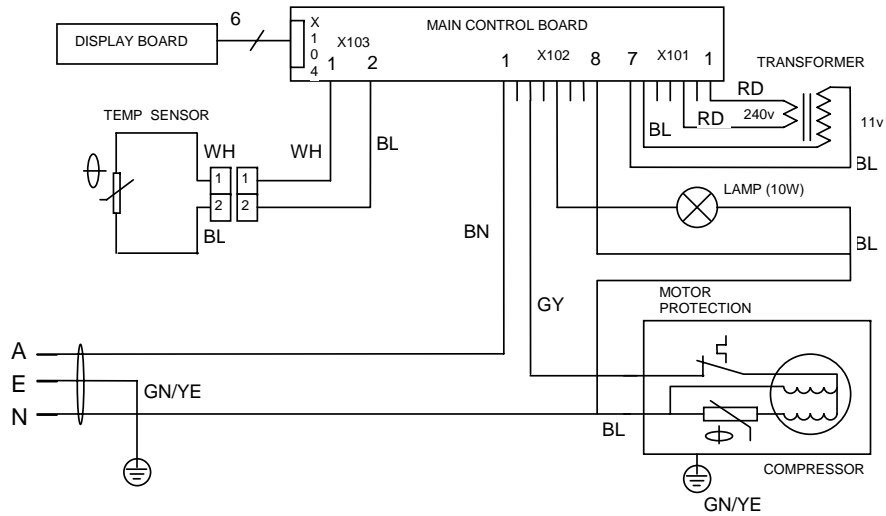 6
X
1
0
4
MAIN CONTROL BOARD
DISPLAY BOARD
X103
1 2
1 X102 8 7 X101 1
TRANSFORMER
RD
240v
RD
BL
11v
BL
TEMP SENSOR
WH
WH
BL
1 1
2 2
BL
LAMP (10W)
BN
BL
GY
MOTOR
PROTECTION
A
E
GN/YE
N
BL
COMPRESSOR
GN/YE